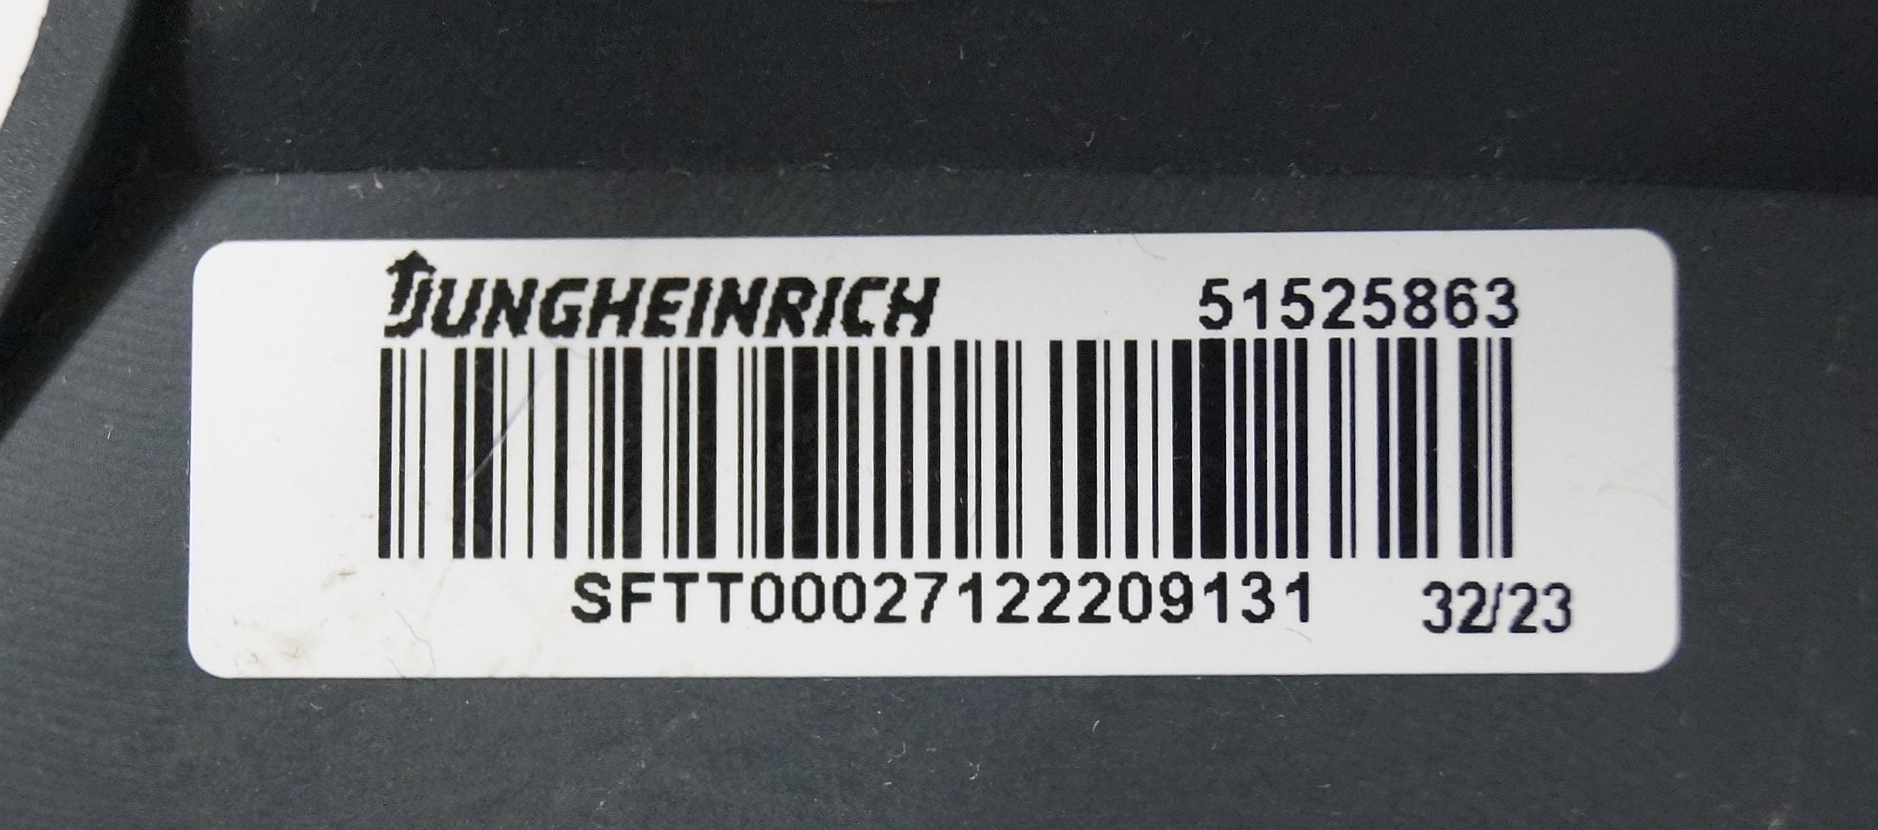 JUNGHEINRICH 51525863
SFTT00027122209131 32/23